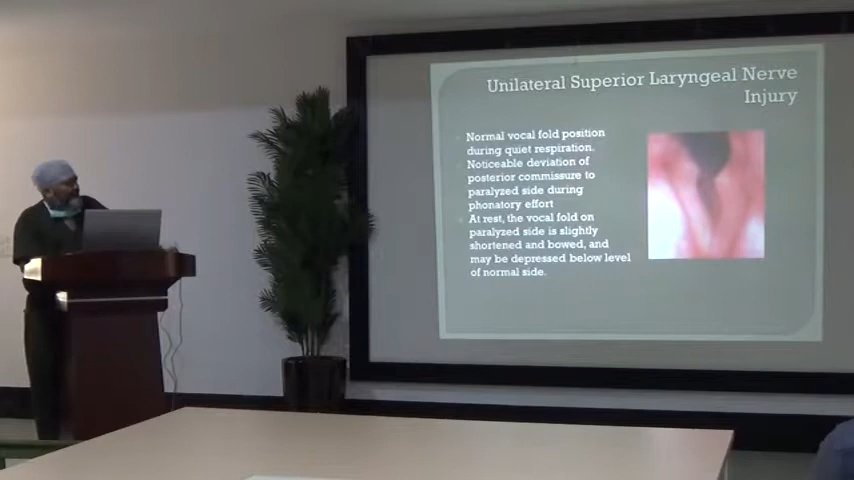 Unilateral Superior Laryngeal Nerve
Injury
Normal vocal fold position
during quiet respiration.
Noticeable deviation of
posterior commissure to
paralyzed side during
phonatory effort
At rest, the vocal fold on
paralyzed side is slightly
shortened and bowed, and
may be depressed below level
of normal side.